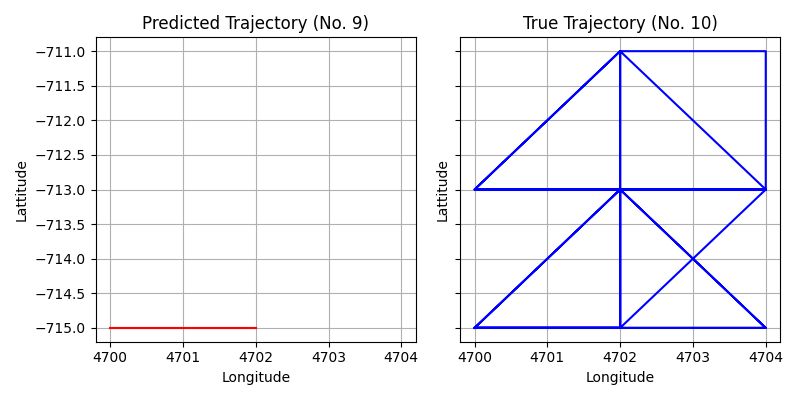 Predicted Trajectory (No. 9)
True Trajectory (No. 10)
−711.0
−711.5
−712.0
−712.5
−713.0
−713.5
−714.0
−714.5
−715.0
Lattitude
4700 4701 4702 4703 4704
Longitude
Lattitude
4700 4701 4702 4703 4704
Longitude